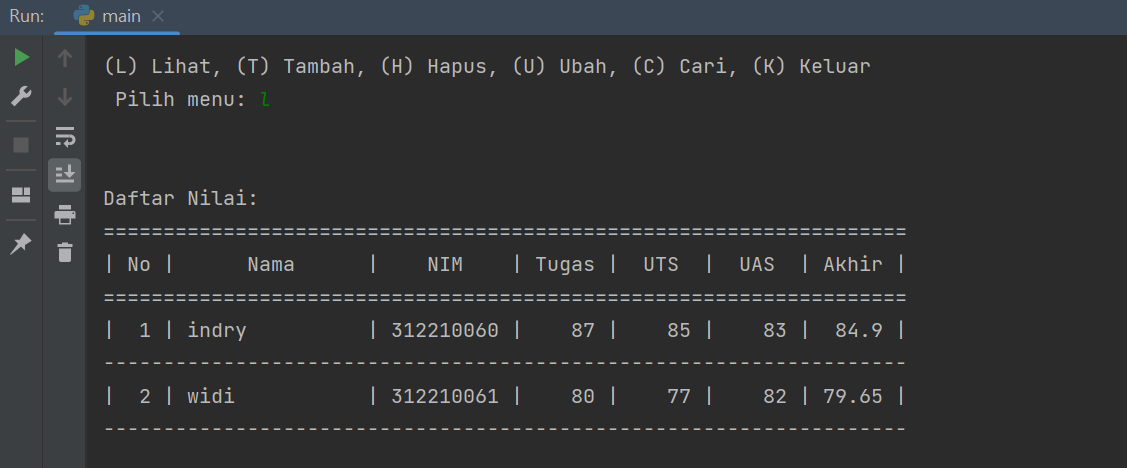 Run: main
(L) Lihat, (T) Tambah, (H) Hapus, (U) Ubah, (C) Cari, (K) Keluar
 Pilih menu: l
Daftar Nilai:
===================================================================
| No |      Nama      |    NIM    | Tugas |  UTS  |  UAS  | Akhir |
===================================================================
|  1 | indry          | 312210060 |    87 |    85 |    83 |  84.9 |
-------------------------------------------------------------------
|  2 | widi           | 312210061 |    80 |    77 |    82 | 79.65 |
-------------------------------------------------------------------